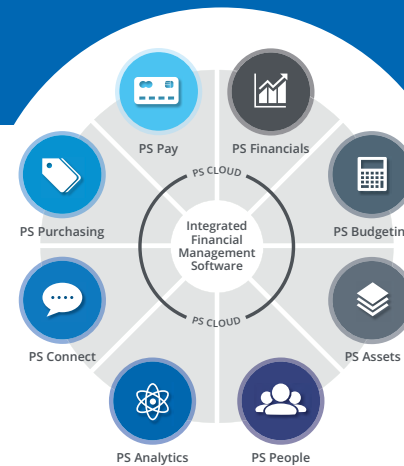 PS Pay
PS Financials
PS CLOUD
PS Purchasing
Integrated
Financial
Management
Software
PS Budgetin
PS CLOUD
PS Connect
PS Assets
PS Analytics
PS People